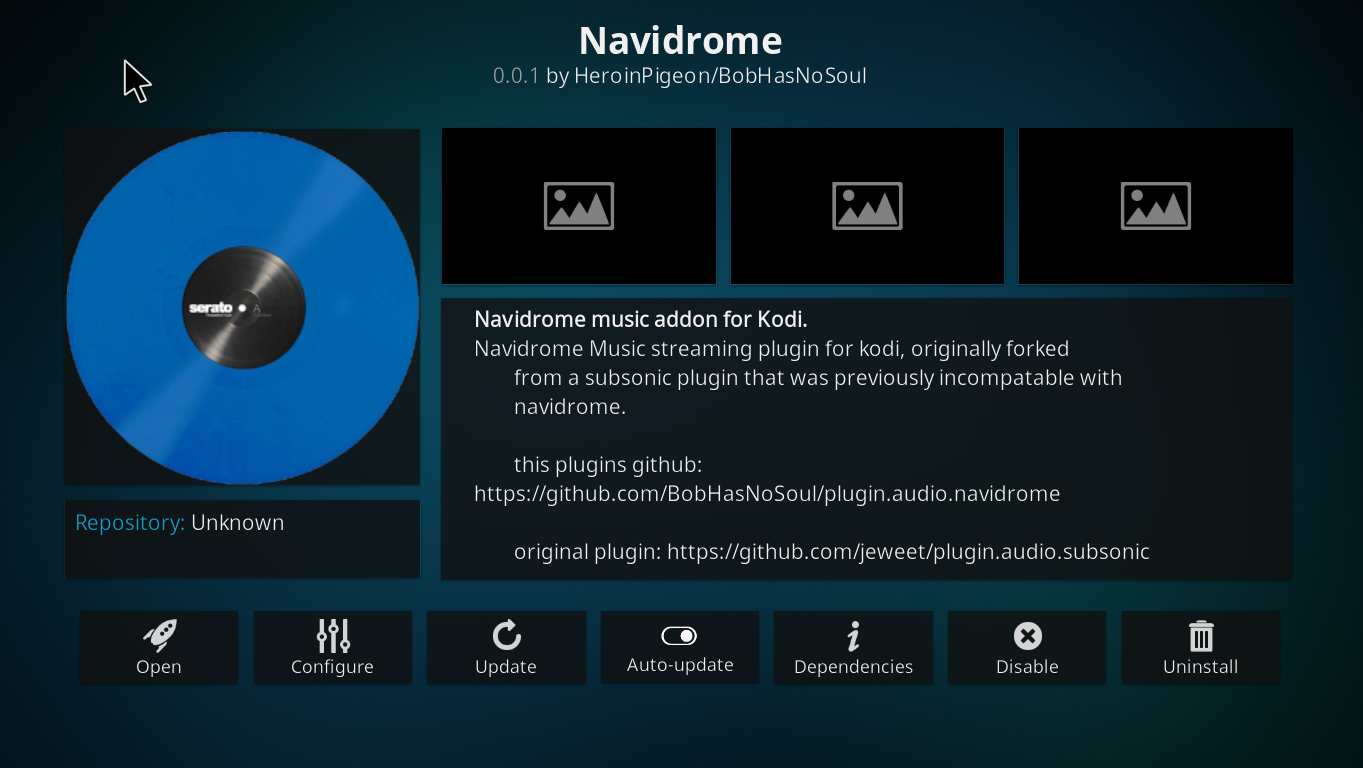 Navidrome
0.0.1 by HeroinPigeon/BobHasNoSoul
serato
A
Navidrome music addon for Kodi.
Navidrome Music streaming plugin for kodi, originally forked
from a subsonic plugin that was previously incompatable with
navidrome.
this plugins github:
https://github.com/BobHasNoSoul/plugin.audio.navidrome
original plugin: https://github.com/jeweet/plugin.audio.subsonic
Repository: Unknown
Open
Configure
Update
Auto-update
Dependencies
Disable
Uninstall